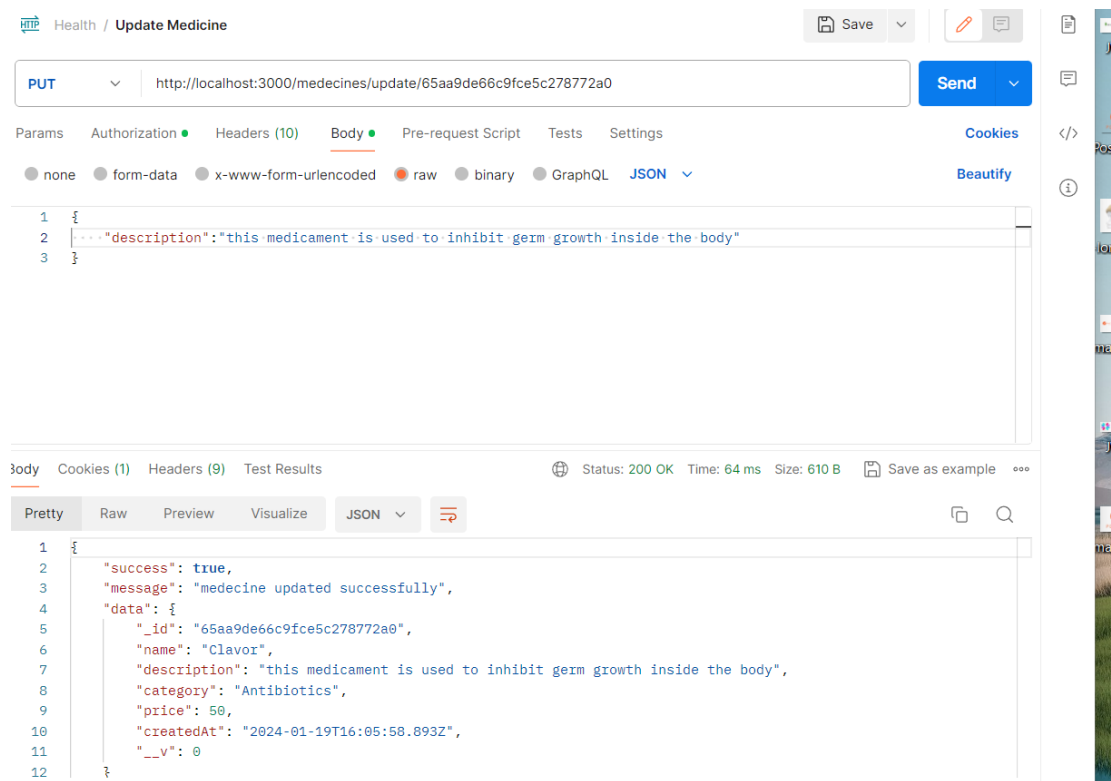 HTTP Health / Update Medicine Save
PUT http://localhost:3000/medecines/update/65aa9de66c9fce5c278772a0 Send
Params Authorization Headers (10) Body Pre-request Script Tests Settings Cookies
none form-data x-www-form-urlencoded raw binary GraphQL JSON Beautify
1 {
2 "description":"this medicament is used to inhibit germ growth inside the body"
3 }
Body Cookies (1) Headers (9) Test Results Status: 200 OK Time: 64 ms Size: 610 B Save as example
Pretty Raw Preview Visualize JSON
1 {
2 "success": true,
3 "message": "medecine updated successfully",
4 "data": {
5 "_id": "65aa9de66c9fce5c278772a0",
6 "name": "Clavor",
7 "description": "this medicament is used to inhibit germ growth inside the body",
8 "category": "Antibiotics",
9 "price": 50,
10 "createdAt": "2024-01-19T16:05:58.893Z",
11 "__v": 0
12 }